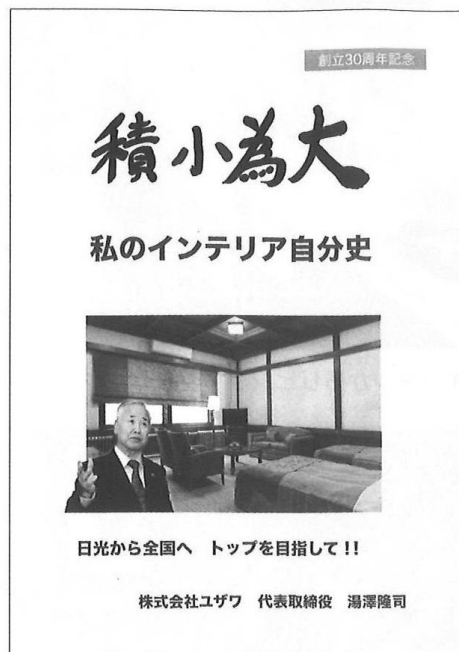 創立30周年記念
積小為大
私のインテリア自分史
日光から全国へ　トップを目指して!!
株式会社ユザワ　代表取締役　湯澤隆司